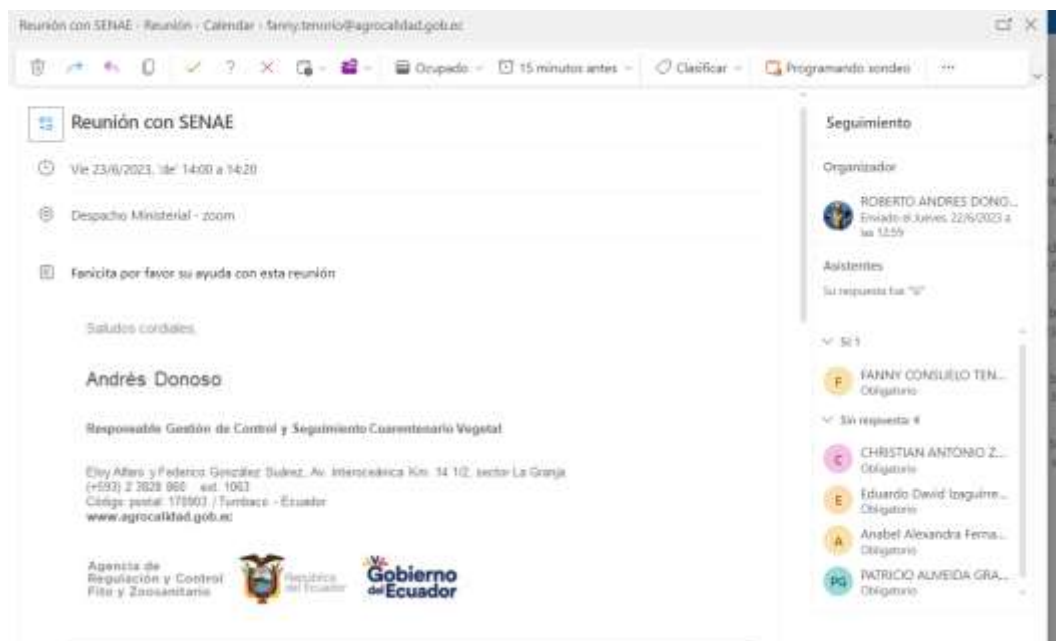 Reunión con SENAE - Reunión - Calendar - fanny.tenorio@agrocalidad.gob.ec
Ocupado
15 minutos antes
Clasificar
Programando sondeo
...
Reunión con SENAE
Vie 23/6/2023, 'de' 14:00 a 14:20
Despacho Ministerial - zoom
Fanicita por favor su ayuda con esta reunión
Saludos cordiales,
Andrés Donoso
Responsable Gestión de Control y Seguimiento Cuarentenario Vegetal
Eloy Alfaro y Federico González Suárez, Av. Interoceánica Km. 14 1/2, sector La Granja
(+593) 2 3828 860 ext. 1063
Código postal: 170903 / Tumbaco - Ecuador
www.agrocalidad.gob.ec
Agencia de
Regulación y Control
Fito y Zoosanitario
República
del Ecuador
Gobierno
del Ecuador
Seguimiento
Organizador
ROBERTO ANDRES DONO...
Enviado el Jueves, 22/6/2023 a
las 12:59
Asistentes
Su respuesta fue "Sí"
Sí 1
F
FANNY CONSUELO TEN...
Obligatorio
Sin respuesta 4
C
CHRISTIAN ANTONIO Z...
Obligatorio
E
Eduardo David Izaguirre...
Obligatorio
A
Anabel Alexandra Ferna...
Obligatorio
PG
PATRICIO ALMEIDA GRA...
Obligatorio